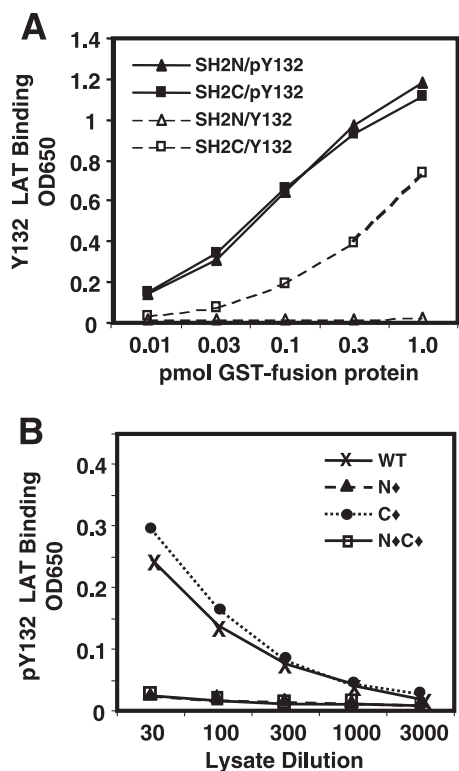 A
1.4
1.2
1
0.8
0.6
0.4
0.2
0
Y132 LAT Binding
OD650
SH2N/pY132
SH2C/pY132
SH2N/Y132
SH2C/Y132
0.01 0.03 0.1 0.3 1.0
pmol GST-fusion protein
B
0.4
0.3
0.2
0.1
0
pY132 LAT Binding
OD650
WT
N♦
C♦
N♦C♦
30 100 300 1000 3000
Lysate Dilution